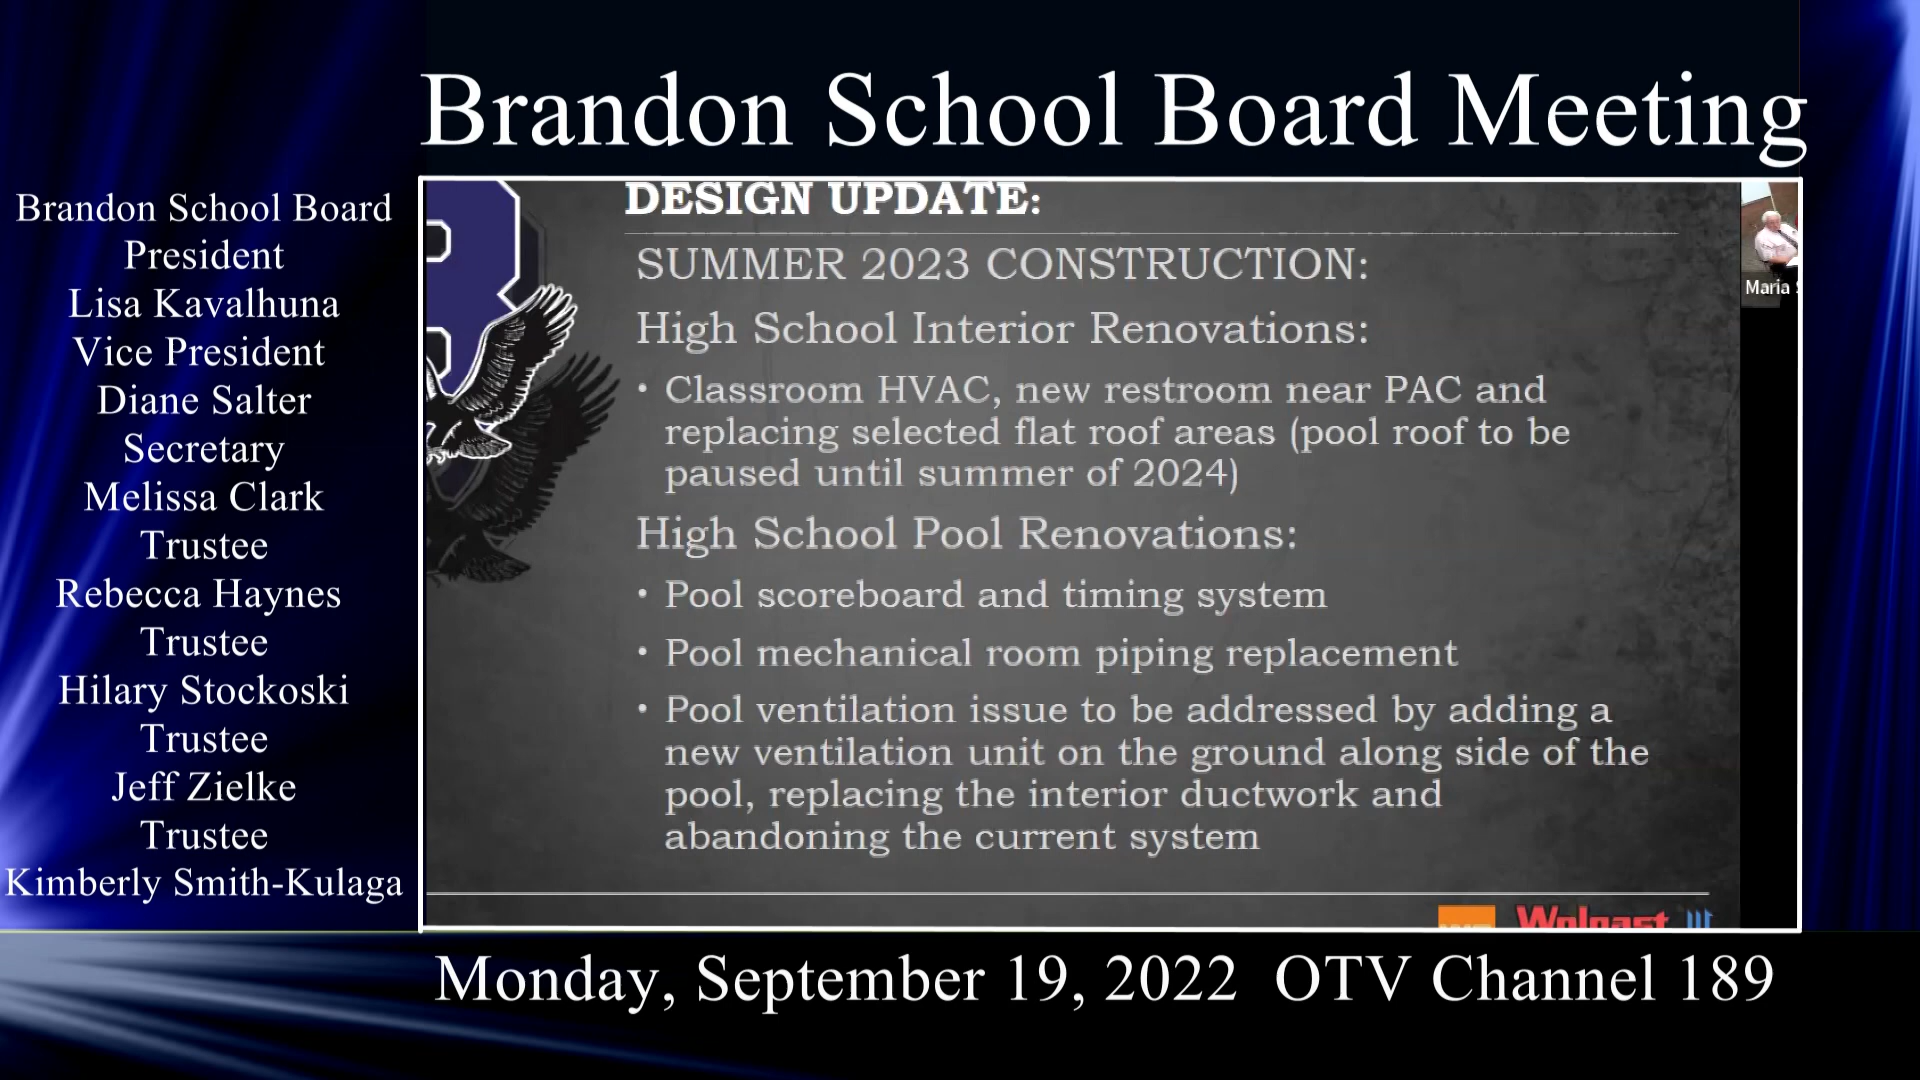 Brandon School Board Meeting
Brandon School Board
President
Lisa Kavalhuna
Vice President
Diane Salter
Secretary
Melissa Clark
Trustee
Rebecca Haynes
Trustee
Hilary Stockoski
Trustee
Jeff Zielke
Trustee
Kimberly Smith-Kulaga
DESIGN UPDATE:
SUMMER 2023 CONSTRUCTION:
High School Interior Renovations:
• Classroom HVAC, new restroom near PAC and
replacing selected flat roof areas (pool roof to be
paused until summer of 2024)
High School Pool Renovations:
• Pool scoreboard and timing system
• Pool mechanical room piping replacement
• Pool ventilation issue to be addressed by adding a
new ventilation unit on the ground along side of the
pool, replacing the interior ductwork and
abandoning the current system
Maria
Wolgast
Monday, September 19, 2022 OTV Channel 189